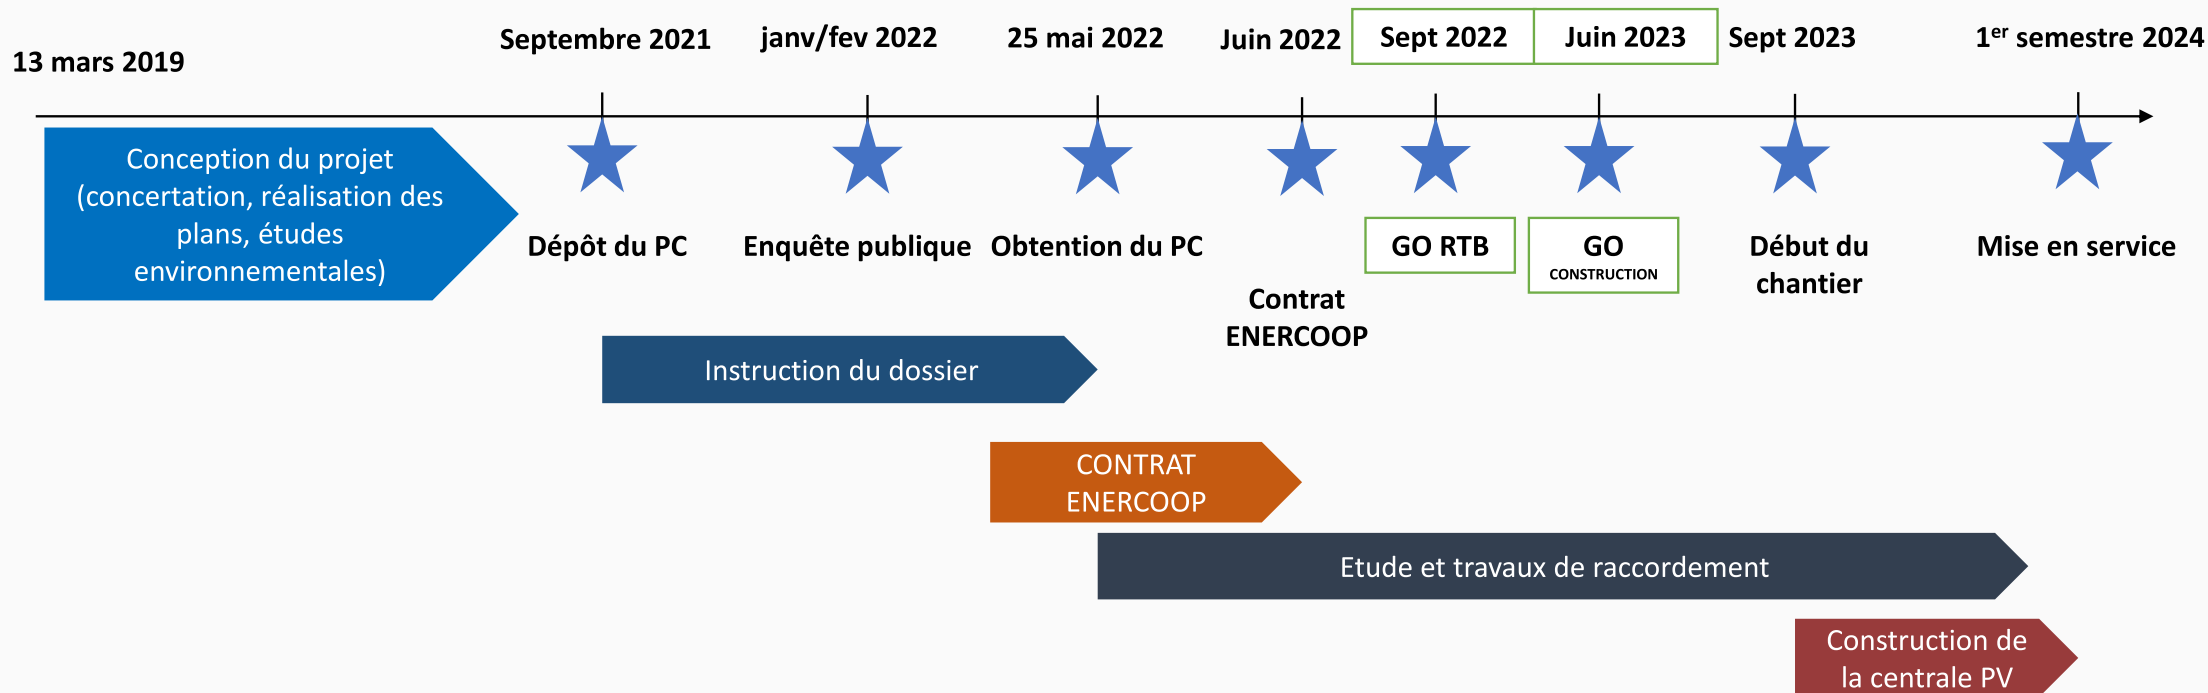 13 mars 2019
Septembre 2021
janv/fev 2022
25 mai 2022
Juin 2022
Sept 2022
Juin 2023
Sept 2023
1er semestre 2024
Conception du projet
(concertation, réalisation des
plans, études
environnementales)
Dépôt du PC
Enquête publique
Obtention du PC
Contrat
ENERCOOP
GO RTB
GO
CONSTRUCTION
Début du
chantier
Mise en service
Instruction du dossier
CONTRAT
ENERCOOP
Etude et travaux de raccordement
Construction de
la centrale PV